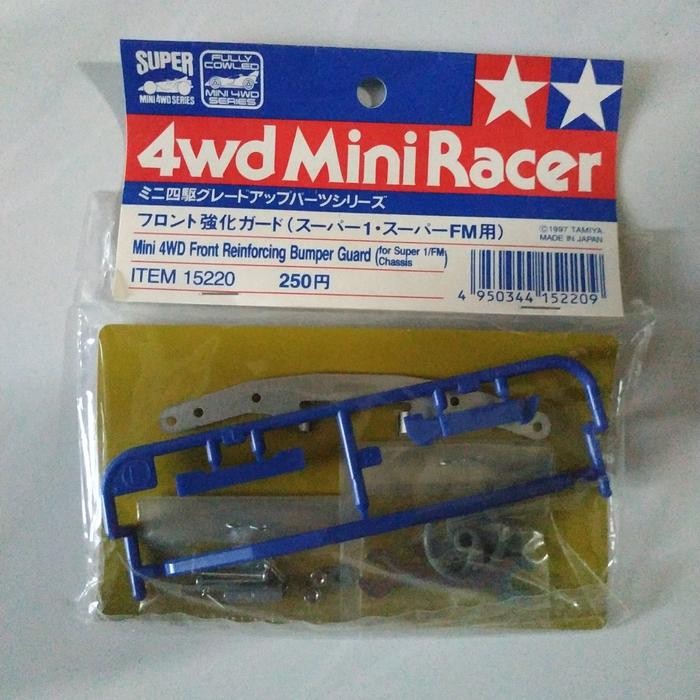 SUPER
MINI 4WD SERIES
FULLY
COWLED
MINI 4WD
SERIES
4wd Mini Racer
ミニ四駆グレードアップパーツシリーズ
フロント強化ガード(スーパー1・スーパーFM用)
©1997 TAMIYA
MADE IN JAPAN
Mini 4WD Front Reinforcing Bumper Guard (for Super 1/FM Chassis)
ITEM 15220 250円
4 950344 152209